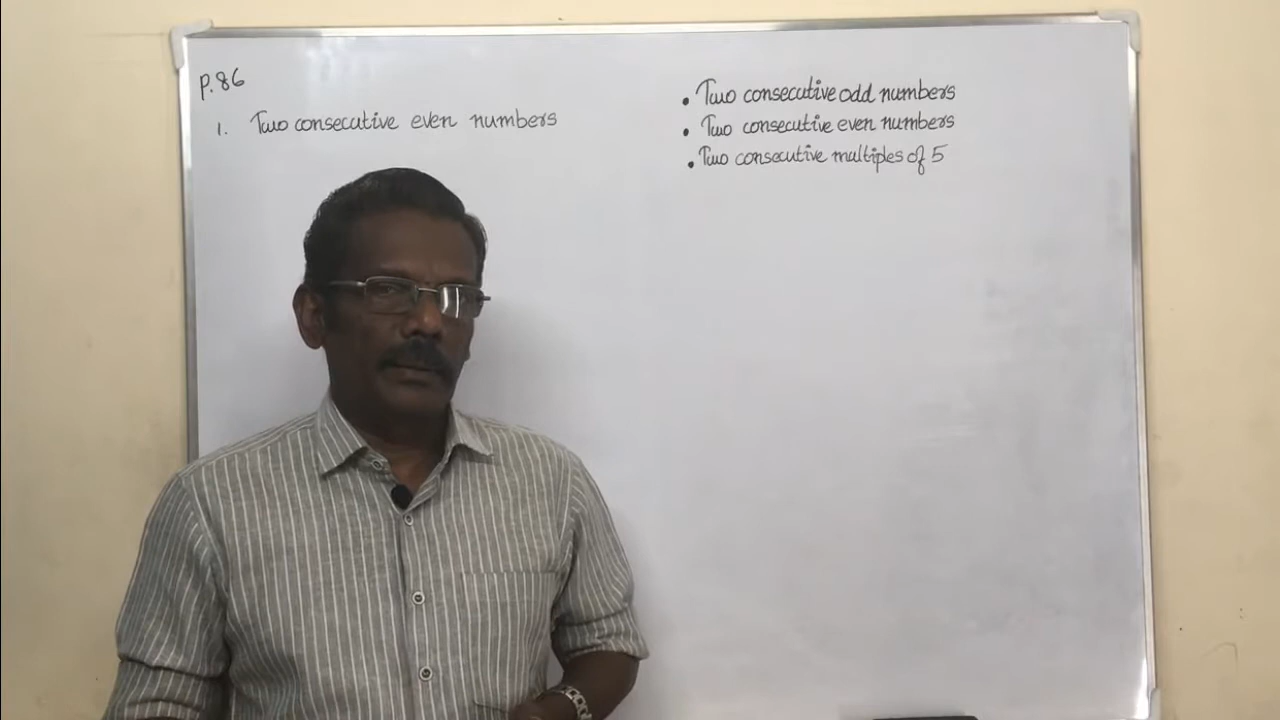 P.86
1. Two consecutive even numbers
• Two consecutive odd numbers
• Two consecutive even numbers
• Two consecutive multiples of 5